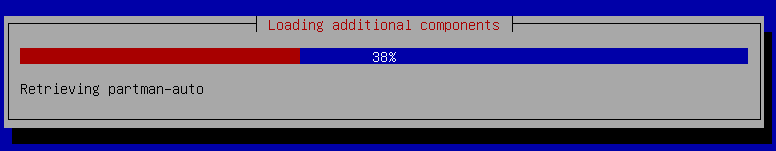 Loading additional components
38%
Retrieving partman-auto